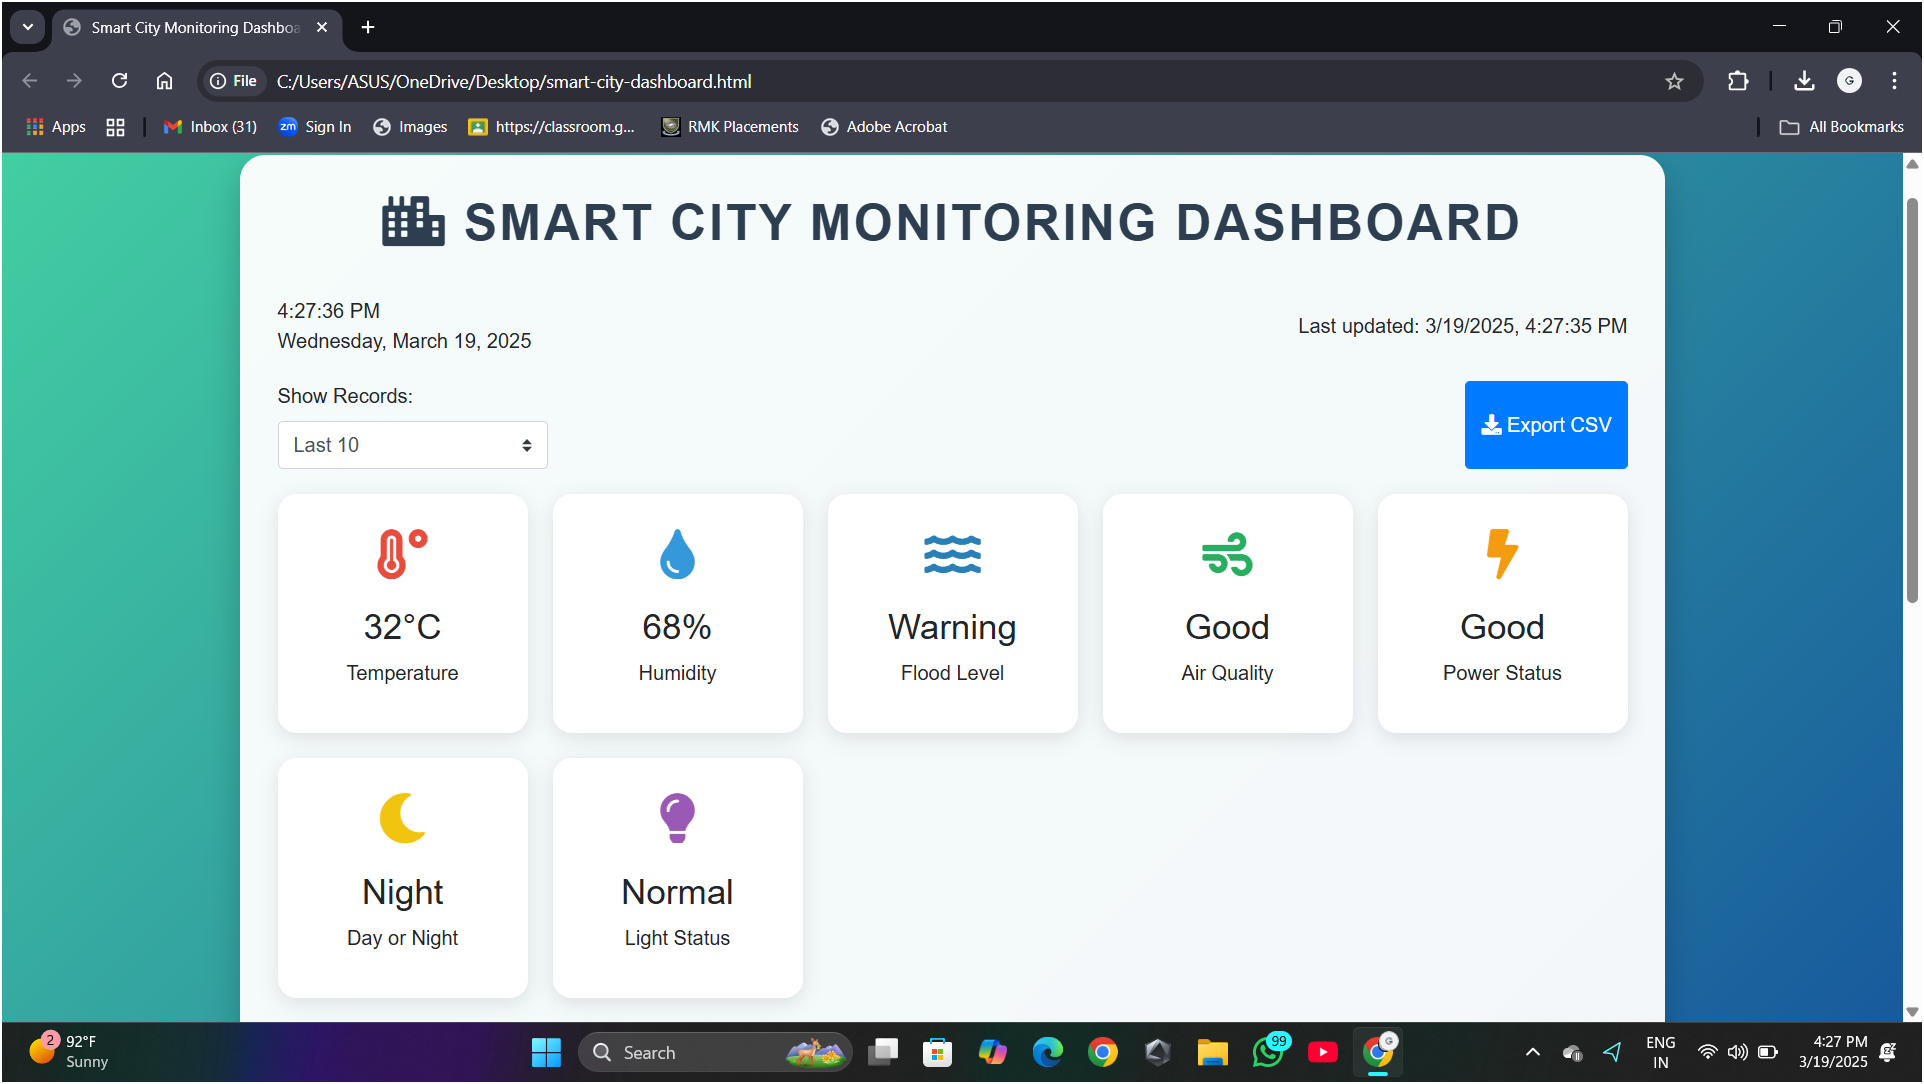 Smart City Monitoring Dashboa
File
C:/Users/ASUS/OneDrive/Desktop/smart-city-dashboard.html
G
Apps
Inbox (31)
zm
Sign In
Images
https://classroom.g...
RMK Placements
Adobe Acrobat
All Bookmarks
SMART CITY MONITORING DASHBOARD
4:27:36 PM
Wednesday, March 19, 2025
Last updated: 3/19/2025, 4:27:35 PM
Show Records:
Last 10
Export CSV
32°C
Temperature
68%
Humidity
Warning
Flood Level
Good
Air Quality
Good
Power Status
Night
Day or Night
Normal
Light Status
2
92°F
Sunny
Search
99
G
ENG
IN
4:27 PM
3/19/2025